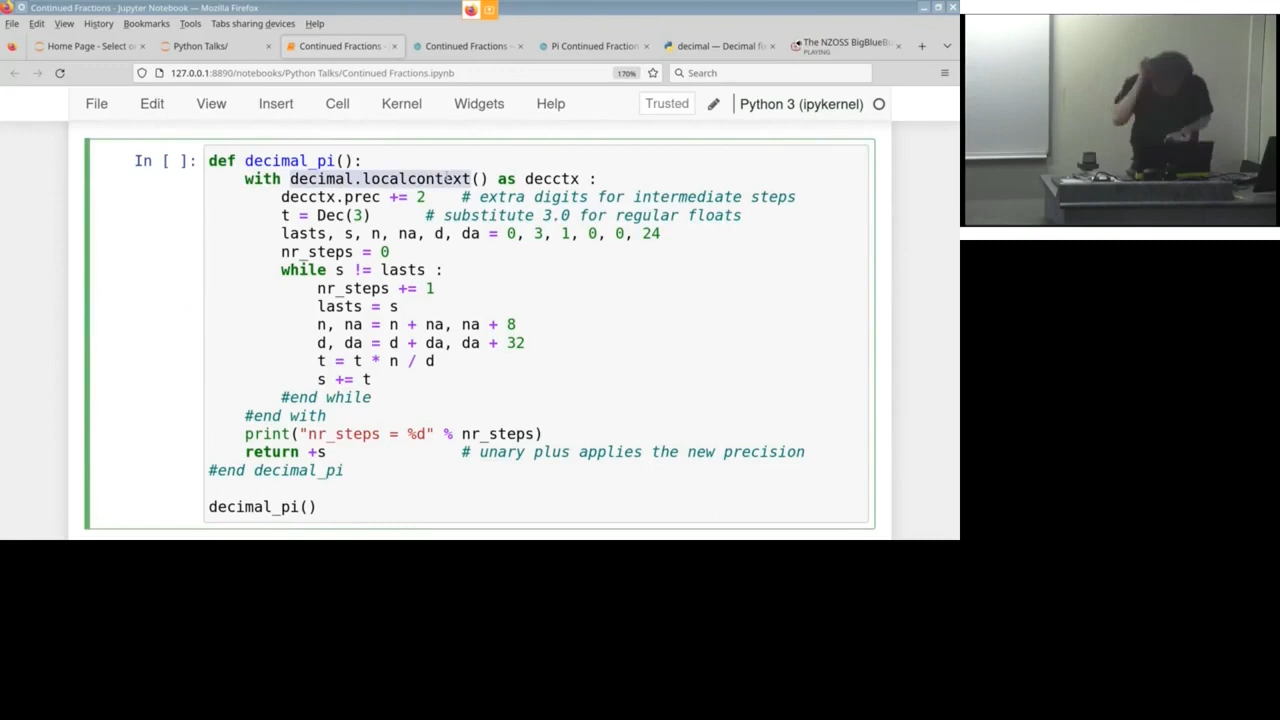 Continued Fractions - Jupyter Notebook — Mozilla Firefox
File Edit View History Bookmarks Tools Tabs sharing devices Help
Home Page - Select or
Python Talks/
Continued Fractions -
Continued Fractions –
Pi Continued Fraction
decimal — Decimal fi
The NZOSS BigBlueBu
PLAYING
127.0.0.1:8890/notebooks/Python Talks/Continued Fractions.ipynb
170%
Search
File Edit View Insert Cell Kernel Widgets Help
Trusted
Python 3 (ipykernel)
In [ ]:
def decimal_pi():
    with decimal.localcontext() as decctx :
        decctx.prec += 2    # extra digits for intermediate steps
        t = Dec(3)      # substitute 3.0 for regular floats
        lasts, s, n, na, d, da = 0, 3, 1, 0, 0, 24
        nr_steps = 0
        while s != lasts :
            nr_steps += 1
            lasts = s
            n, na = n + na, na + 8
            d, da = d + da, da + 32
            t = t * n / d
            s += t
        #end while
    #end with
    print("nr_steps = %d" % nr_steps)
    return +s               # unary plus applies the new precision
#end decimal_pi
decimal_pi()